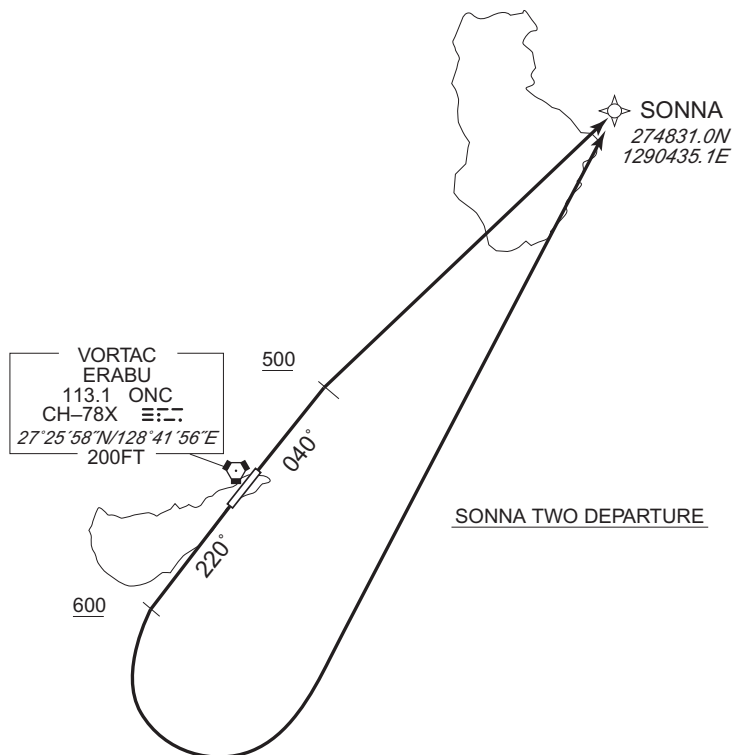 SONNA
274831.0N
1290435.1E
500
VORTAC
ERABU
113.1 ONC
CH–78X
27°25′58″N/128°41′56″E
200FT
040°
SONNA TWO DEPARTURE
220°
600